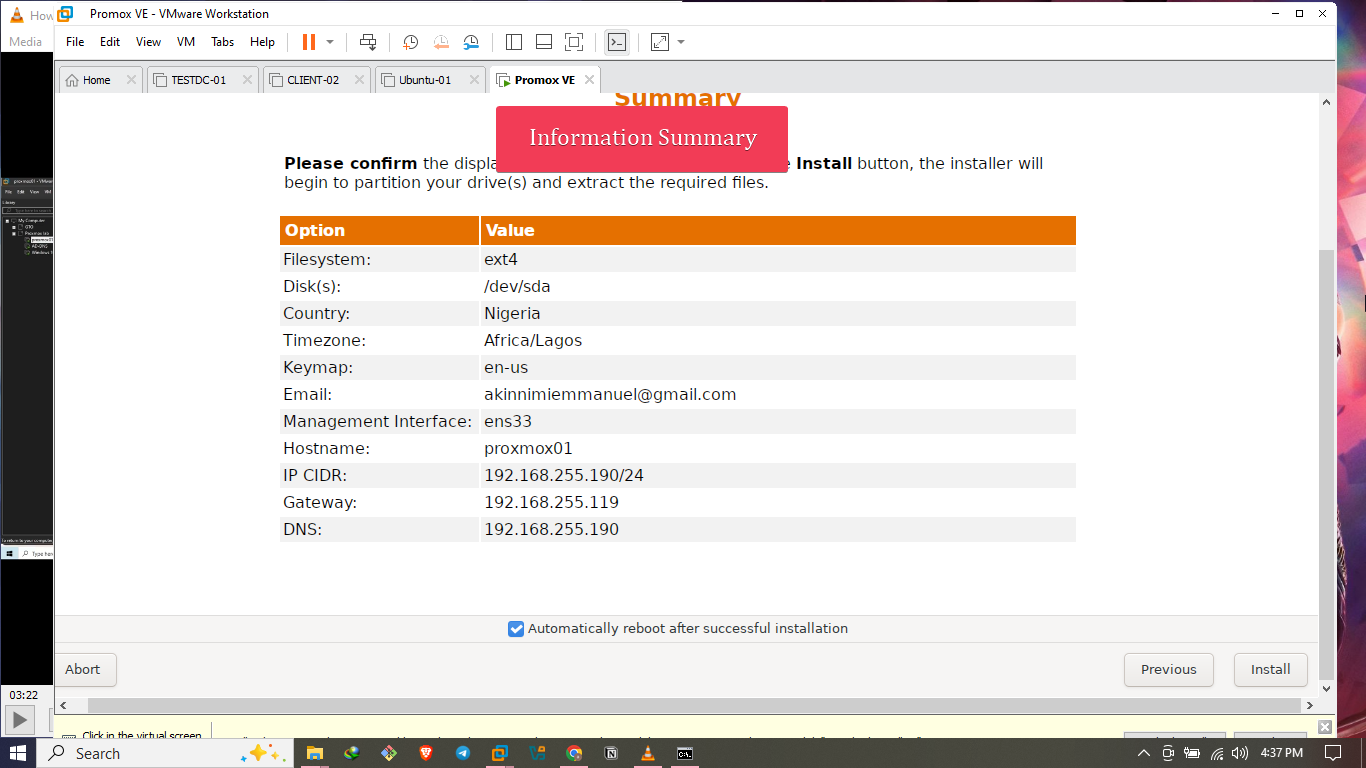 How
Promox VE - VMware Workstation
Media
File Edit View VM Tabs Help
Home TESTDC-01 CLIENT-02 Ubuntu-01 Promox VE
Summary
Information Summary
Please confirm the Install button, the installer will
begin to partition your drive(s) and extract the required files.
Option Value
Filesystem: ext4
Disk(s): /dev/sda
Country: Nigeria
Timezone: Africa/Lagos
Keymap: en-us
Email: akinnimiemmanuel@gmail.com
Management Interface: ens33
Hostname: proxmox01
IP CIDR: 192.168.255.190/24
Gateway: 192.168.255.119
DNS: 192.168.255.190
Automatically reboot after successful installation
Abort Previous Install
03:22
Click in the virtual screen
Search 4:37 PM